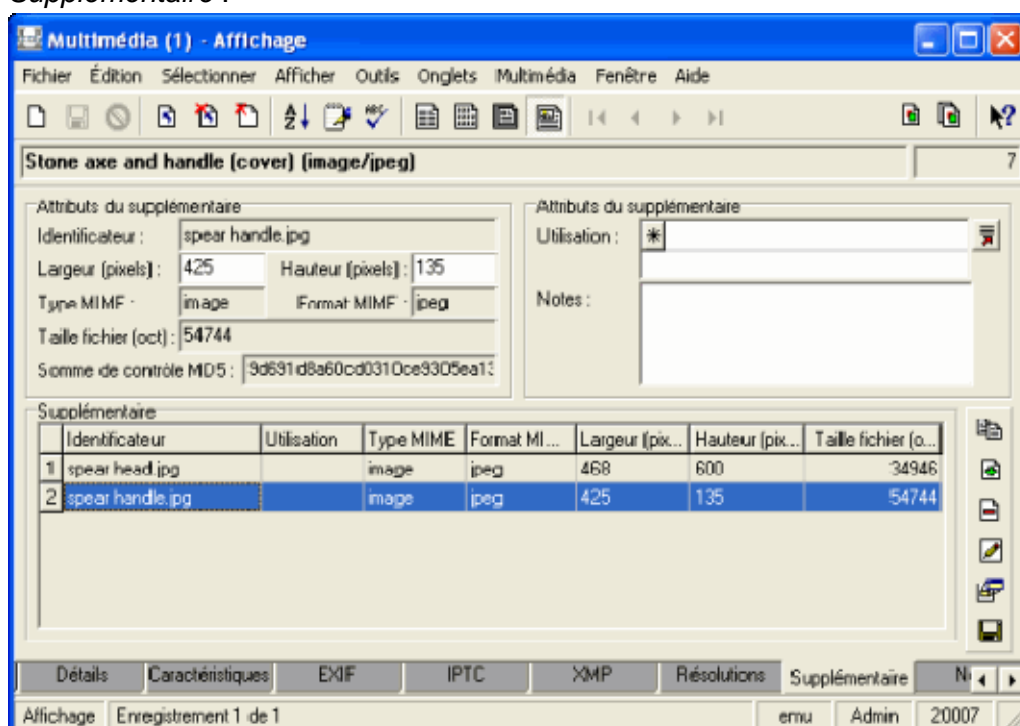 Supplémentaire :
Multimédia (1) - Affichage
Fichier Édition Sélectionner Afficher Outils Onglets Multimédia Fenêtre Aide
Stone axe and handle (cover) (image/jpeg) 7
Attributs du supplémentaire
Identificateur : spear handle.jpg
Largeur (pixels) : 425 Hauteur (pixels) : 135
Type MIME : image Format MIME : jpeg
Taille fichier (oct) : 54744
Somme de contrôle MD5 : 9d691d8a60cd0310ce9305ea13
Attributs du supplémentaire
Utilisation :
Notes :
Supplémentaire
Identificateur Utilisation Type MIME Format MI... Largeur (pix... Hauteur (pix... Taille fichier (o...
1 spear head.jpg image jpeg 468 600 34946
2 spear handle.jpg image jpeg 425 135 54744
Détails Caractéristiques EXIF IPTC XMP Résolutions Supplémentaire
Affichage Enregistrement 1 de 1 emu Admin 20007